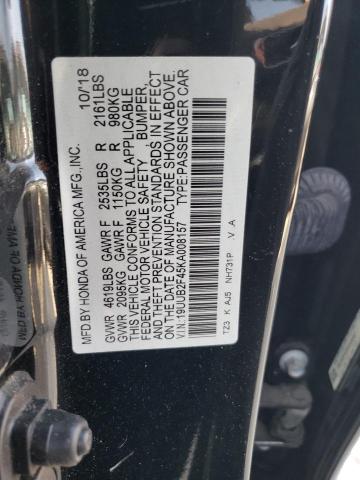 MFD.BY HONDA OF AMERICA MFG.,INC. 10/18
GVWR 4619LBS GAWR F 2535LBS R 2161LBS
GVWR 2095KG GAWR F 1150KG R 980KG
THIS VEHICLE CONFORMS TO ALL APPLICABLE
FEDERAL MOTOR VEHICLE SAFETY, BUMPER,
AND THEFT PREVENTION STANDARDS IN EFFECT
ON THE DATE OF MANUFACTURE SHOWN ABOVE.
V.I.N.:19UUB2F45KA008157 TYPE:PASSENGER CAR
TZ3 K AJ5 NH731P V A